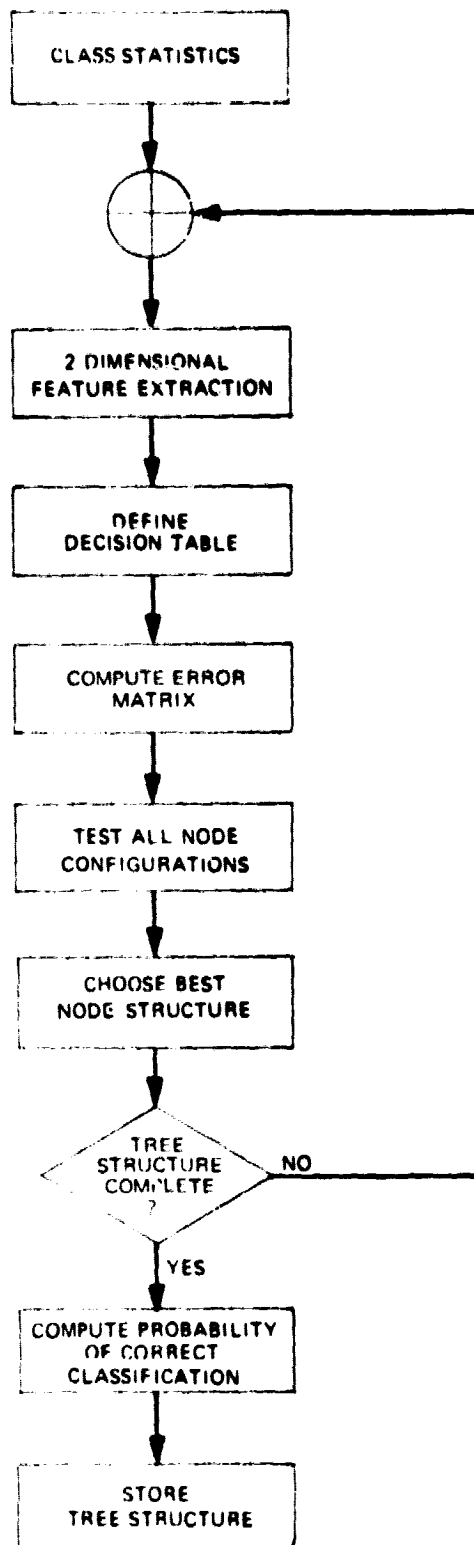 CLASS STATISTICS
2 DIMENSIONAL
FEATURE EXTRACTION
DEFINE
DECISION TABLE
COMPUTE ERROR
MATRIX
TEST ALL NODE
CONFIGURATIONS
CHOOSE BEST
NODE STRUCTURE
TREE
STRUCTURE
COMPLETE
?
NO
YES
COMPUTE PROBABILITY
OF CORRECT
CLASSIFICATION
STORE
TREE STRUCTURE